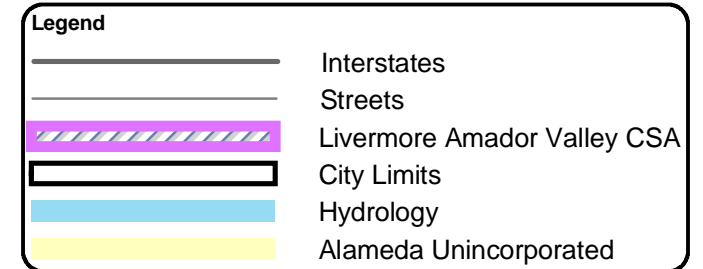 Legend
Interstates
Streets
Livermore Amador Valley CSA
City Limits
Hydrology
Alameda Unincorporated